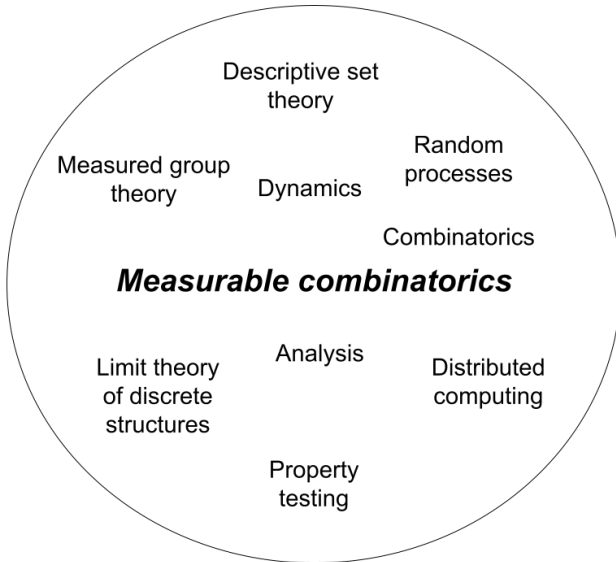 Descriptive set
theory
Random
processes
Measured group
theory
Dynamics
Combinatorics
Measurable combinatorics
Analysis
Limit theory
of discrete
structures
Distributed
computing
Property
testing